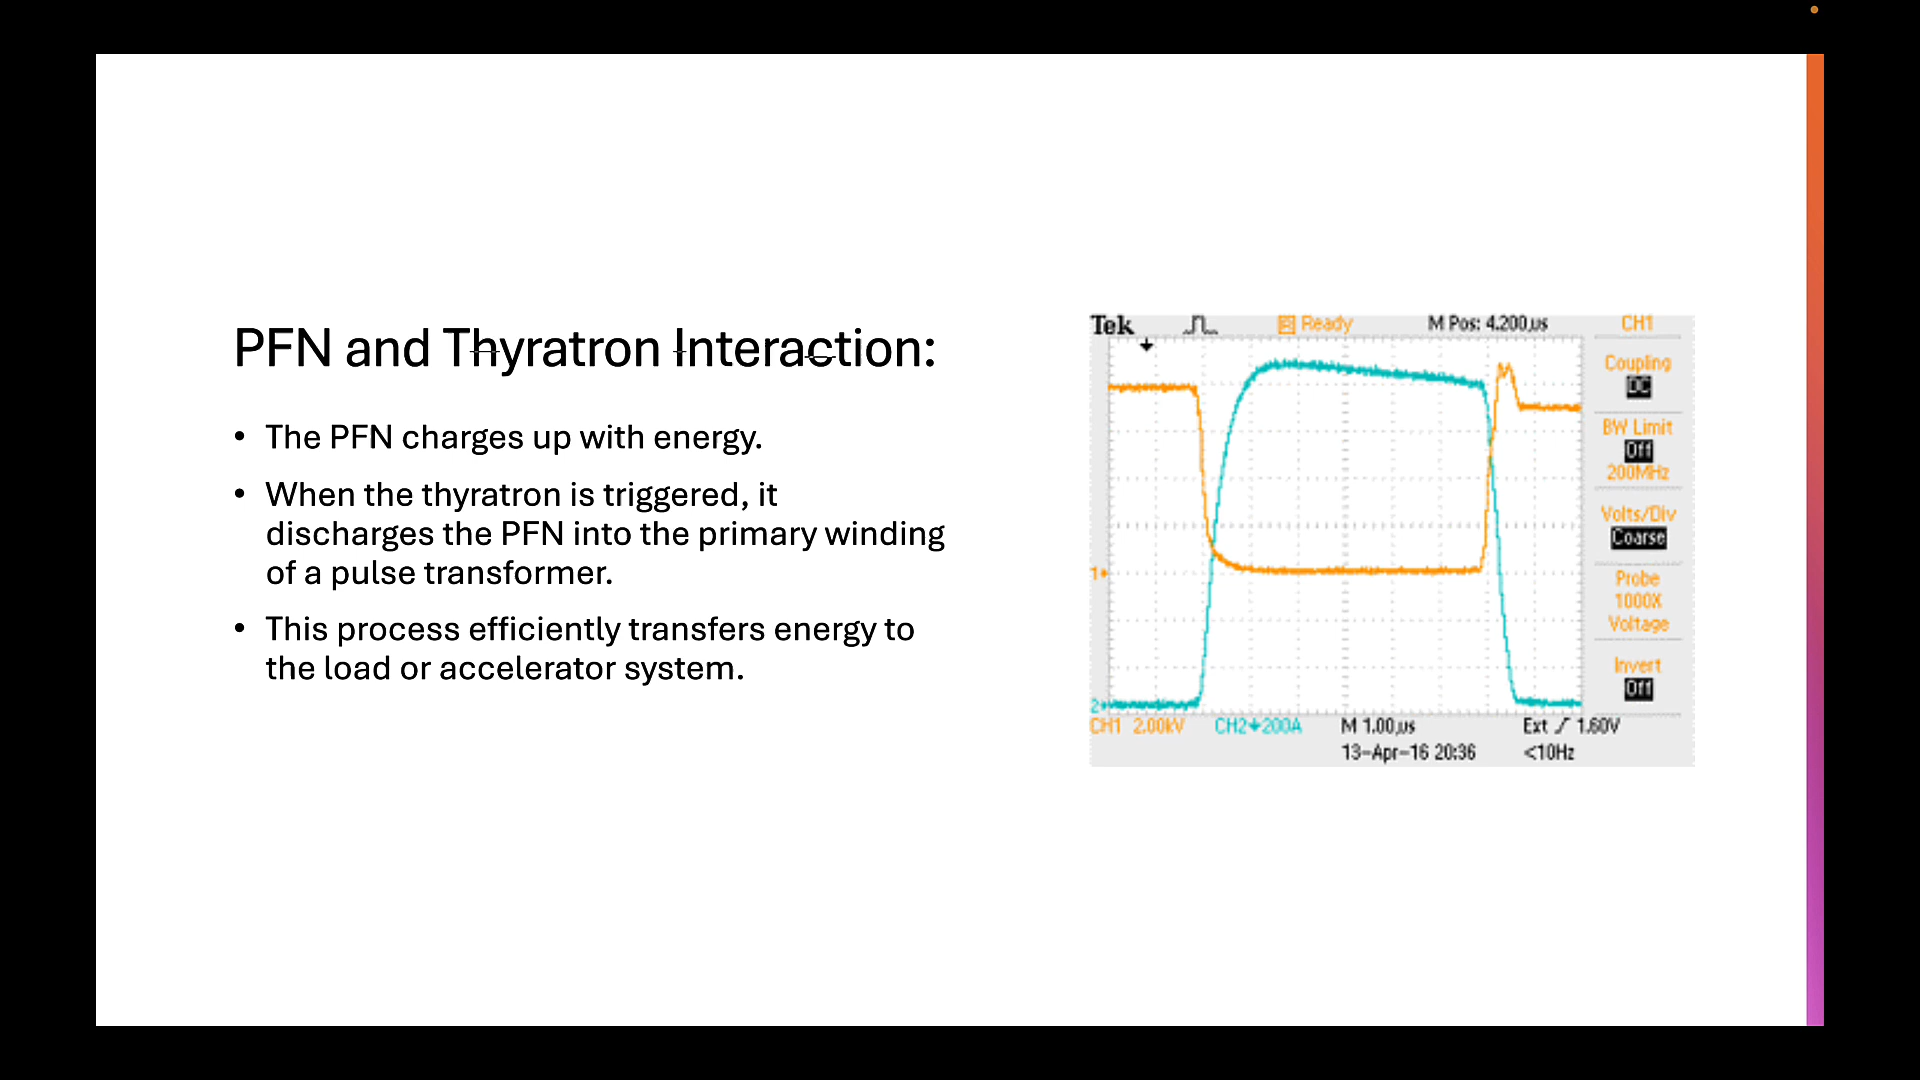 PFN and Thyratron Interaction:
• The PFN charges up with energy.
• When the thyratron is triggered, it
discharges the PFN into the primary winding
of a pulse transformer.
• This process efficiently transfers energy to
the load or accelerator system.
Tek Ready M Pos: 4.200µs CH1
Coupling
DC
BW Limit
Off
200MHz
Volts/Div
Coarse
Probe
1000X
Voltage
Invert
Off
1
2
CH1 2.00kV CH2 200A M 1.00µs Ext 1.60V
13-Apr-16 20:36 <10Hz